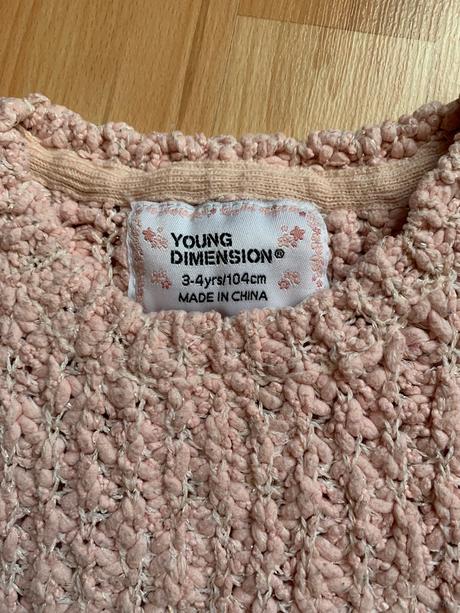 YOUNG
DIMENSION®
3-4yrs/104cm
MADE IN CHINA